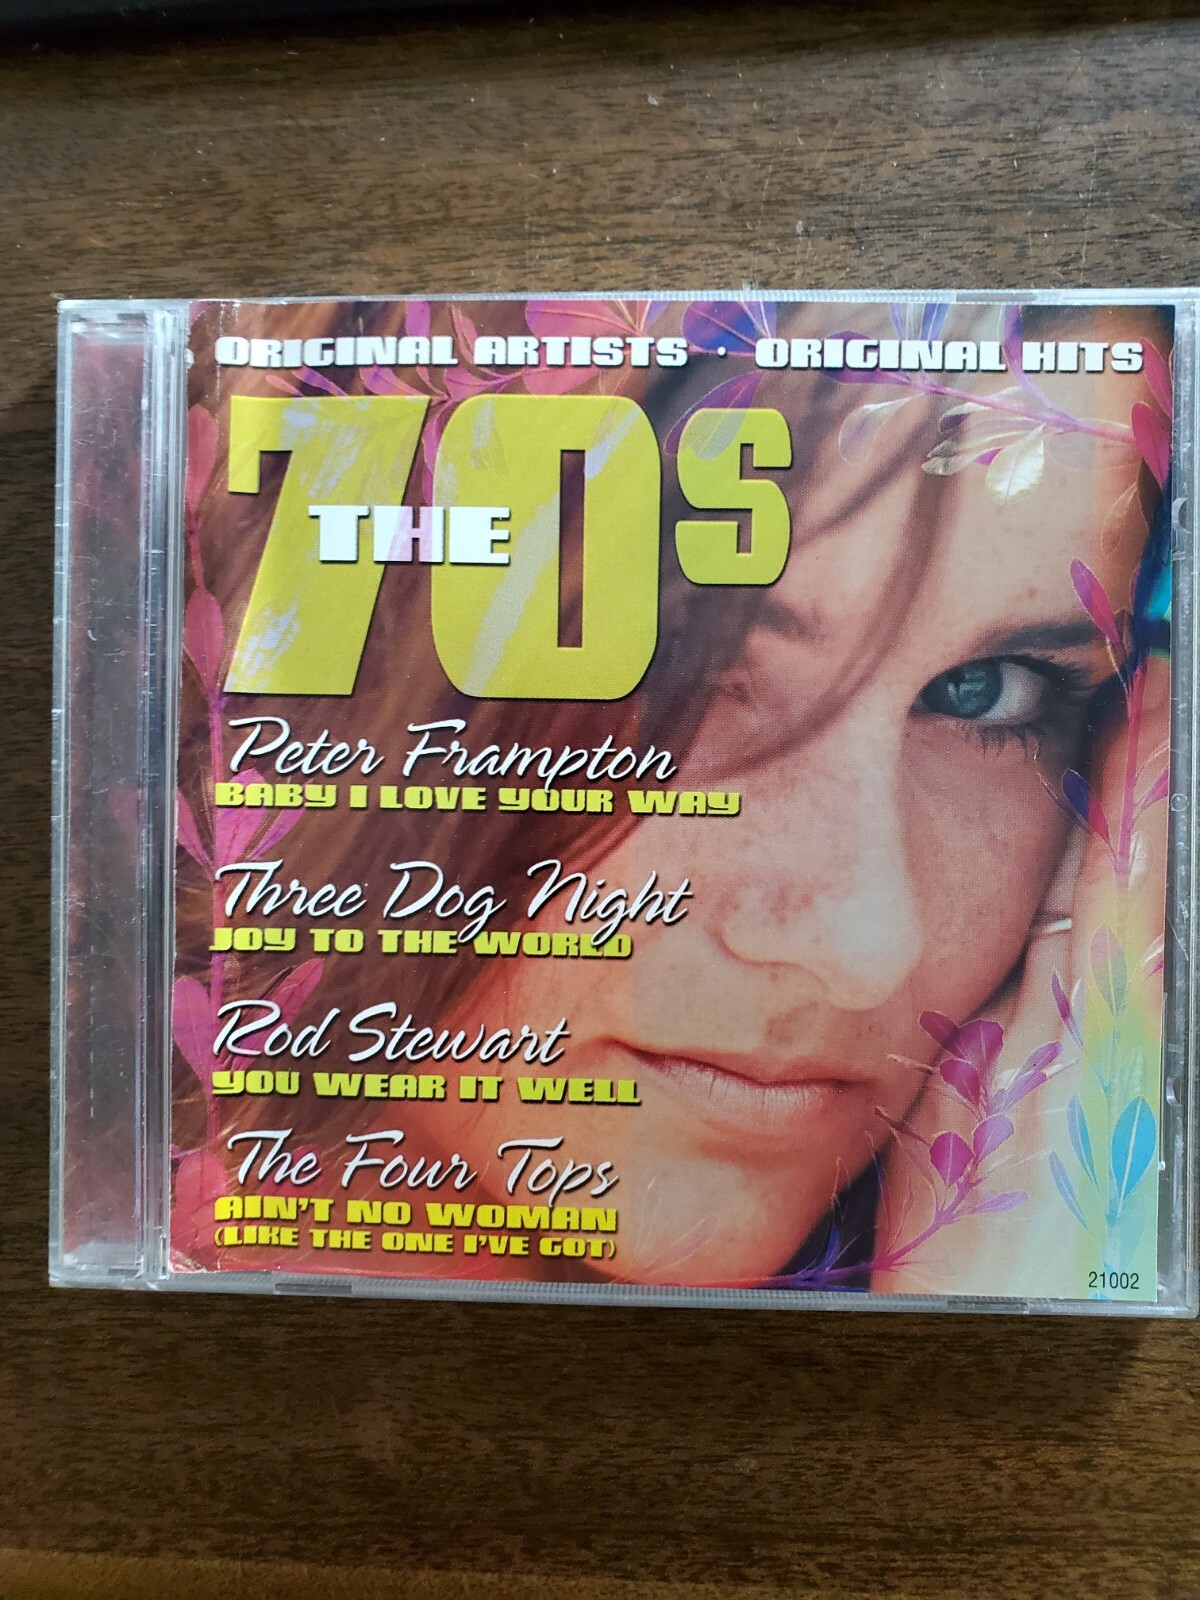 ORIGINAL ARTISTS · ORIGINAL HITS
THE 70s
Peter Frampton
BABY I LOVE YOUR WAY
Three Dog Night
JOY TO THE WORLD
Rod Stewart
YOU WEAR IT WELL
The Four Tops
AIN'T NO WOMAN
(LIKE THE ONE I'VE GOT)
21002